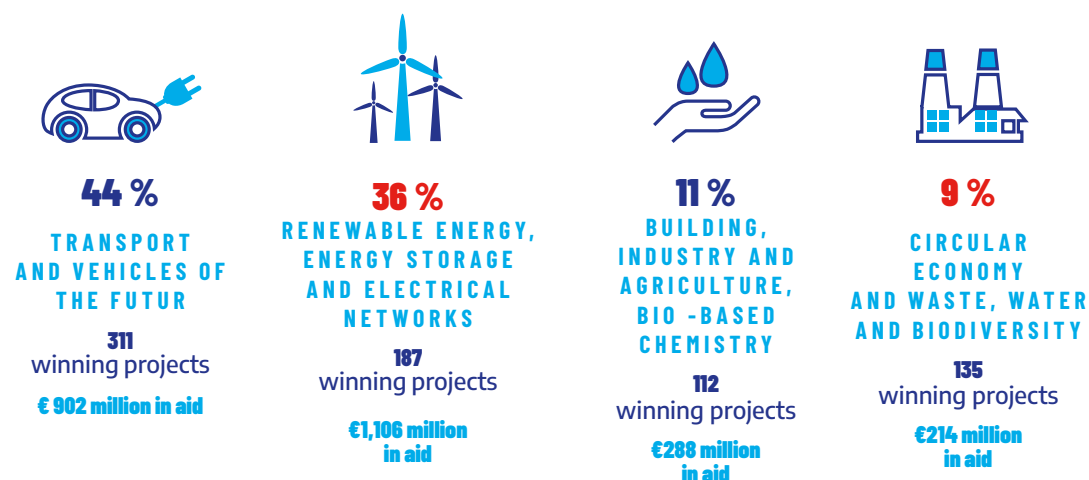 44 %
TRANSPORT
AND VEHICLES OF
THE FUTUR
311
winning projects
€ 902 million in aid
36 %
RENEWABLE ENERGY,
ENERGY STORAGE
AND ELECTRICAL
NETWORKS
187
winning projects
€1,106 million
in aid
11 %
BUILDING,
INDUSTRY AND
AGRICULTURE,
BIO -BASED
CHEMISTRY
112
winning projects
€288 million
in aid
9 %
CIRCULAR
ECONOMY
AND WASTE, WATER
AND BIODIVERSITY
135
winning projects
€214 million
in aid